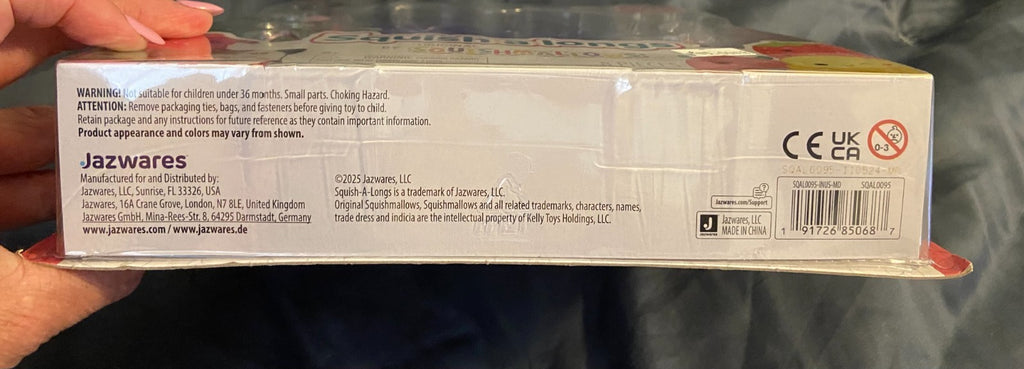 Squish-a-longs
SQUISHMALLOWS
WARNING! Not suitable for children under 36 months. Small parts. Choking Hazard.
ATTENTION: Remove packaging ties, bags, and fasteners before giving toy to child.
Retain package and any instructions for future reference as they contain important information.
Product appearance and colors may vary from shown.
Jazwares
Manufactured for and Distributed by:
Jazwares, LLC, Sunrise, FL 33326, USA
Jazwares, 16A Crane Grove, London, N7 8LE, United Kingdom
Jazwares GmbH, Mina-Rees-Str. 8, 64295 Darmstadt, Germany
www.jazwares.com / www.jazwares.de
©2025 Jazwares, LLC
Squish-A-Longs is a trademark of Jazwares, LLC.
Original Squishmallows, Squishmallows and all related trademarks, characters, names,
trade dress and indicia are the intellectual property of Kelly Toys Holdings, LLC.
CE UK
CA
0-3
SQAL0095-110524-
Jazwares.com/Support
J Jazwares, LLC
Jazwares MADE IN CHINA
SQAL0095-INUS-MD SQAL0095
1 91726 85068 7